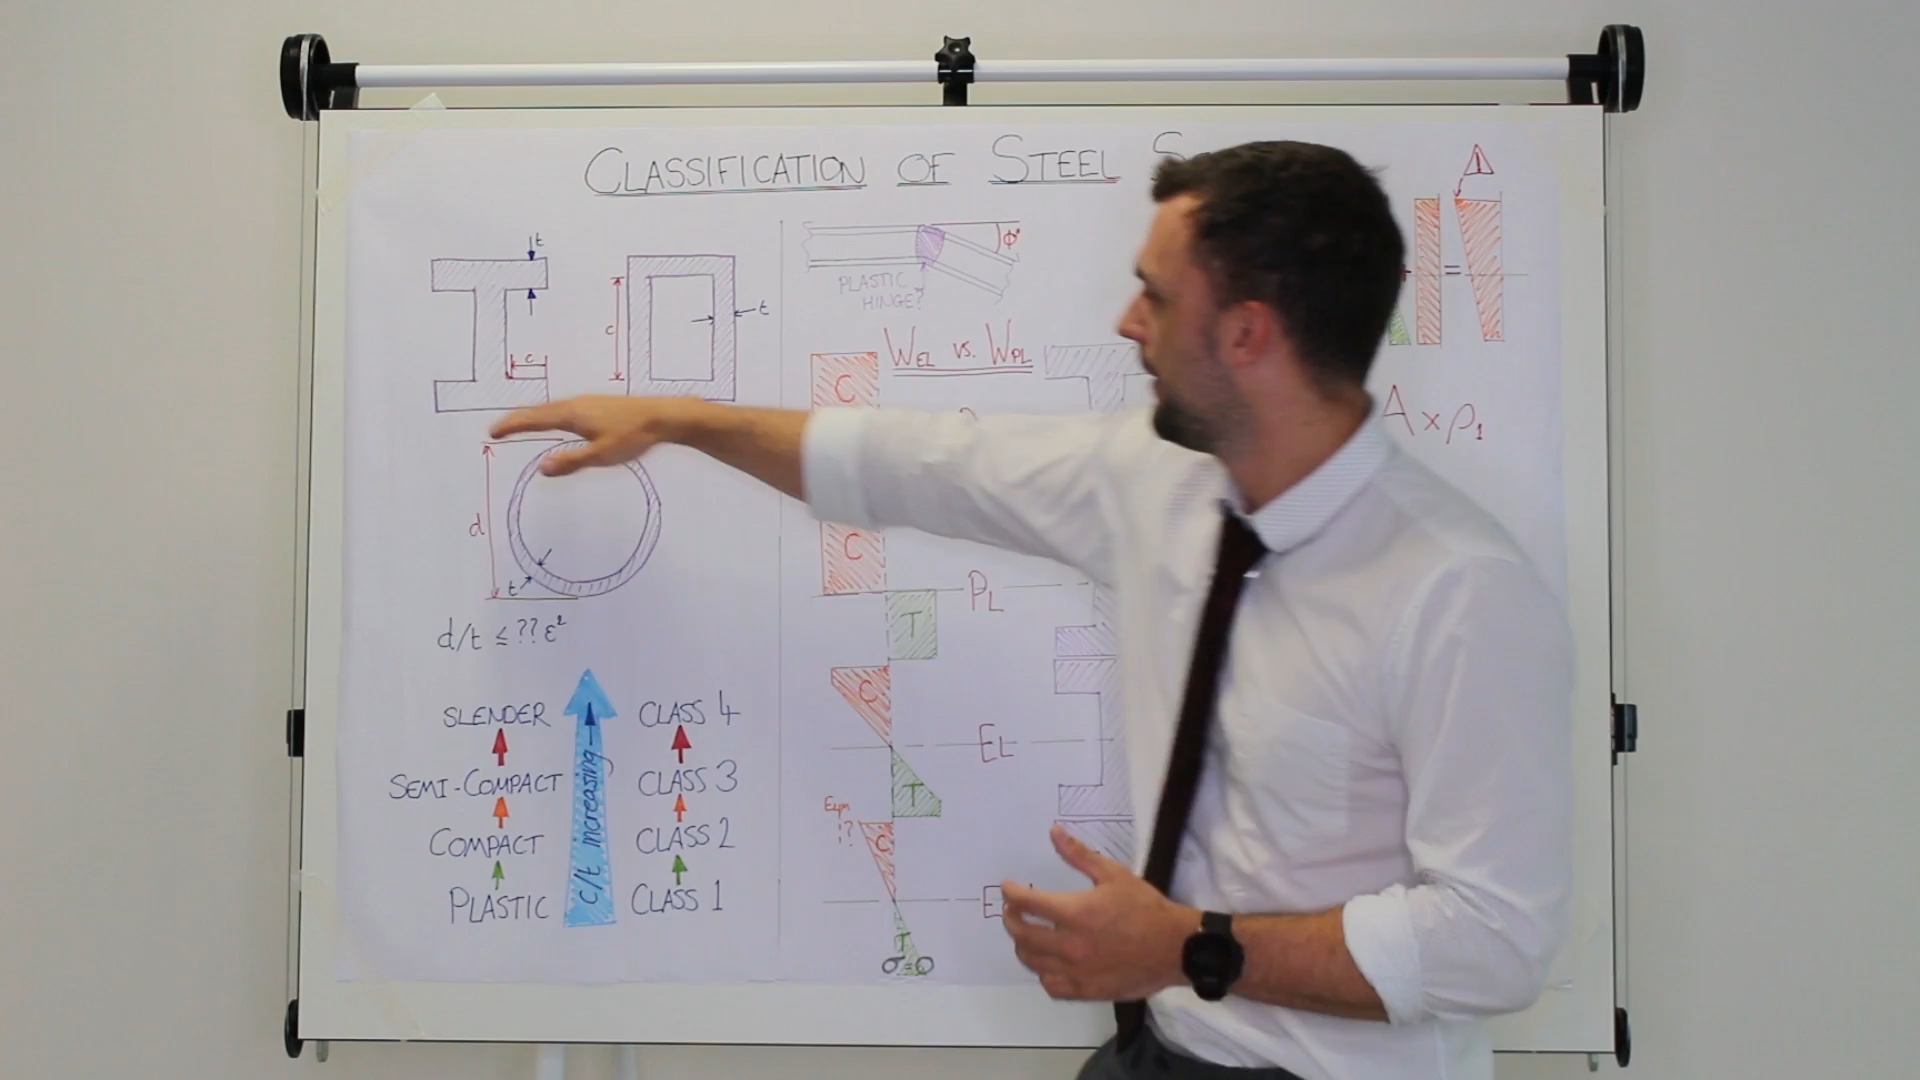 CLASSIFICATION OF STEEL S
t
c
c
t
d
t
d/t ≤ ?? ε²
SLENDER
SEMI-COMPACT
COMPACT
PLASTIC
c/t increasing
CLASS 4
CLASS 3
CLASS 2
CLASS 1
φ°
PLASTIC
HINGE?
WEL vs. WPL
C
C
PL
T
C
EL
T
Eqm
!?
C
T
σ=0
!
=
A x ρ1